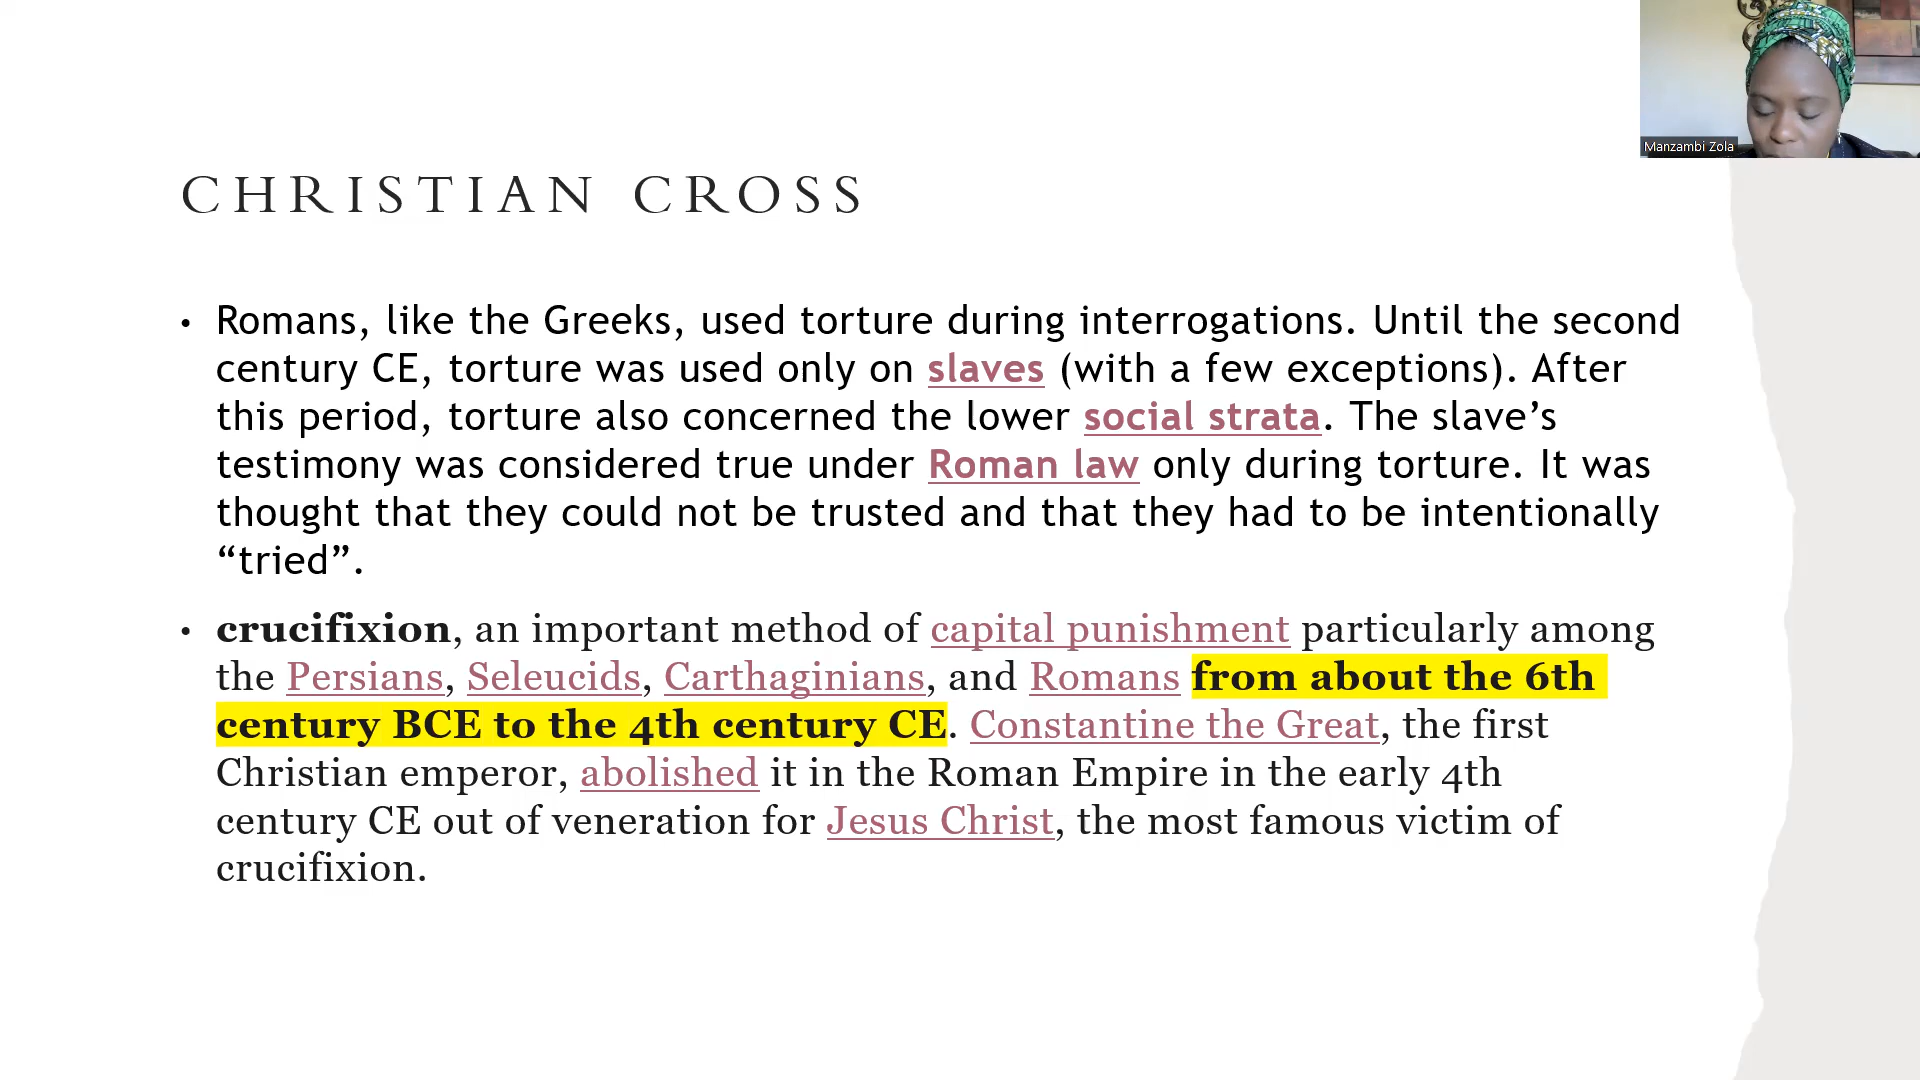 Manzambi Zola
CHRISTIAN CROSS
• Romans, like the Greeks, used torture during interrogations. Until the second
century CE, torture was used only on slaves (with a few exceptions). After
this period, torture also concerned the lower social strata. The slave’s
testimony was considered true under Roman law only during torture. It was
thought that they could not be trusted and that they had to be intentionally
“tried”.
• crucifixion, an important method of capital punishment particularly among
the Persians, Seleucids, Carthaginians, and Romans from about the 6th
century BCE to the 4th century CE. Constantine the Great, the first
Christian emperor, abolished it in the Roman Empire in the early 4th
century CE out of veneration for Jesus Christ, the most famous victim of
crucifixion.